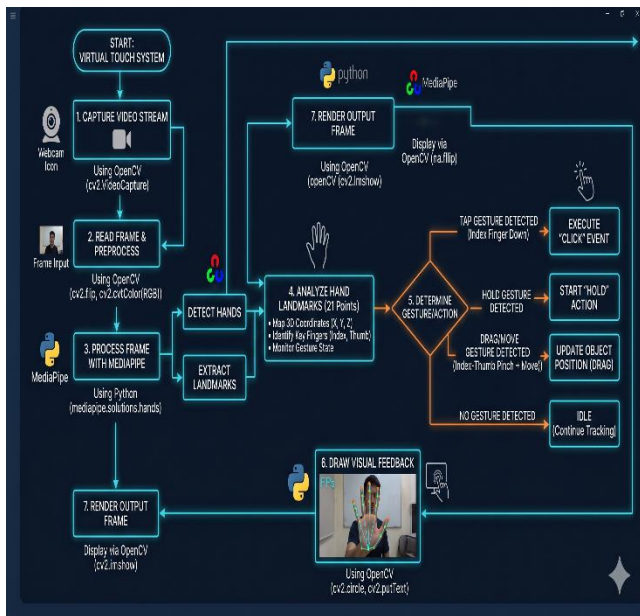 START:
VIRTUAL TOUCH SYSTEM
1. CAPTURE VIDEO STREAM
Webcam
Icon
Using OpenCV
(cv2.VideoCapture)
2. READ FRAME &
PREPROCESS
Frame Input
Using OpenCV
(cv2.flip, cv2.cvtColor(RGB))
3. PROCESS FRAME
WITH MEDIAPIPE
MediaPipe
Using Python
(mediapipe.solutions.hands)
DETECT HANDS
EXTRACT
LANDMARKS
python
MediaPipe
7. RENDER OUTPUT
FRAME
Using OpenCV
(openCV (cv2.imshow)
Display via
OpenCV (na.fllip)
4. ANALYZE HAND
LANDMARKS (21 Points)
• Map 3D Coordinates [X, Y, Z)
• Identify Key Fingers (Index, Thumb)
• Monitor Gesture State
5. DETERMINE
GESTURE/ACTION
TAP GESTURE DETECTED
(Index Finger Down)
EXECUTE
"CLICK" EVENT
HOLD GESTURE
DETECTED
START "HOLD"
ACTION
DRAG/MOVE
GESTURE DETECTED
(Index-Thumb Pinch + Move))
UPDATE OBJECT
POSITION (DRAG)
NO GESTURE DETECTED
IDLE
(Continue Tracking)
6. DRAW VISUAL FEEDBACK
FPs
Using OpenCV
(cv2.circle, cv2.putText)
7. RENDER OUTPUT
FRAME
Display via OpenCV
(cv2.imshow)